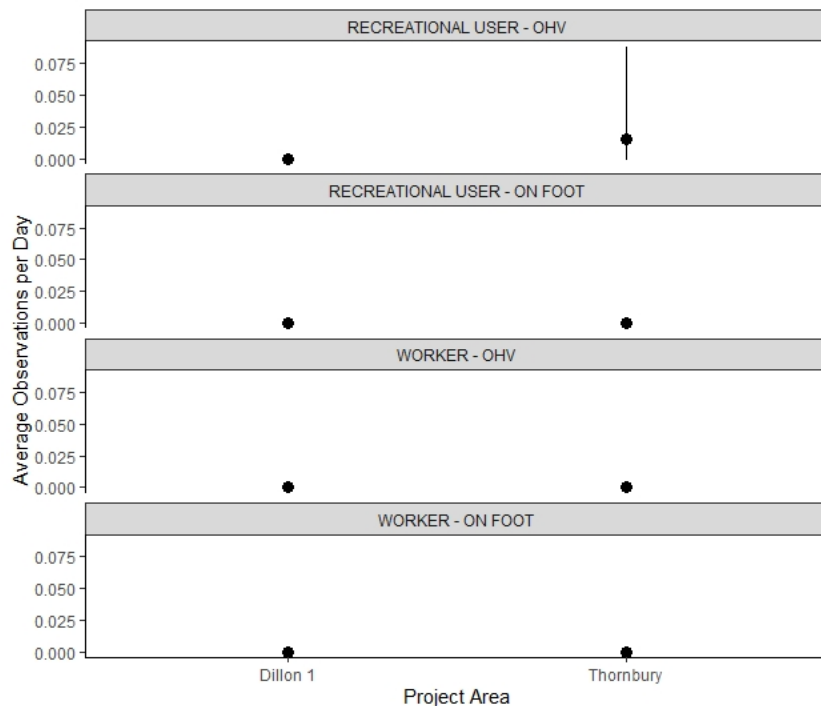 RECREATIONAL USER - OHV
0.075
0.050
0.025
0.000
RECREATIONAL USER - ON FOOT
0.075
0.050
0.025
0.000
WORKER - OHV
0.075
0.050
0.025
0.000
WORKER - ON FOOT
0.075
0.050
0.025
0.000
Average Observations per Day
Dillon 1
Thornbury
Project Area